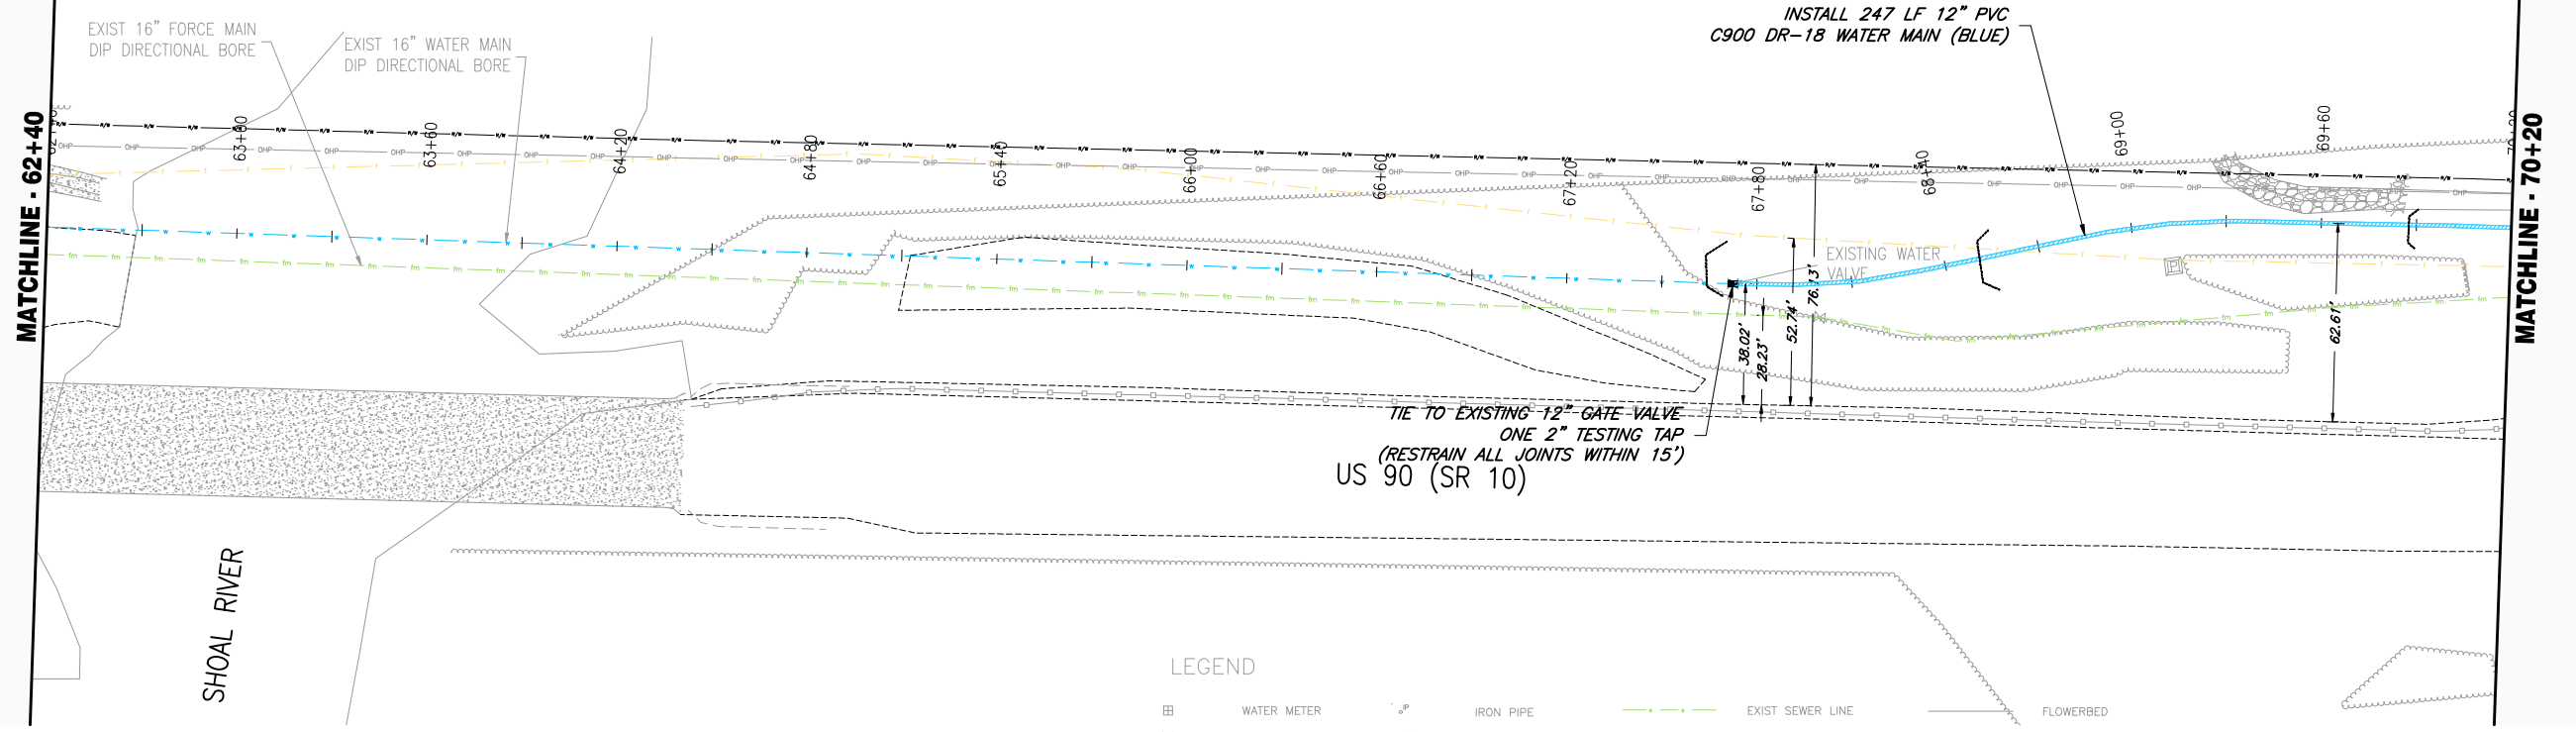 EXIST 16" FORCE MAIN
DIP DIRECTIONAL BORE
EXIST 16" WATER MAIN
DIP DIRECTIONAL BORE
INSTALL 247 LF 12" PVC
C900 DR-18 WATER MAIN (BLUE)
MATCHLINE - 62+40
63+00
63+60
64+20
64+80
65+40
66+00
66+60
67+20
67+80
68+40
69+00
69+60
MATCHLINE - 70+20
EXISTING WATER
VALVE
38.02'
28.23'
52.74'
76.13'
62.61'
TIE TO EXISTING 12" GATE VALVE
ONE 2" TESTING TAP
(RESTRAIN ALL JOINTS WITHIN 15')
US 90 (SR 10)
SHOAL RIVER
LEGEND
WATER METER
IRON PIPE
EXIST SEWER LINE
FLOWERBED